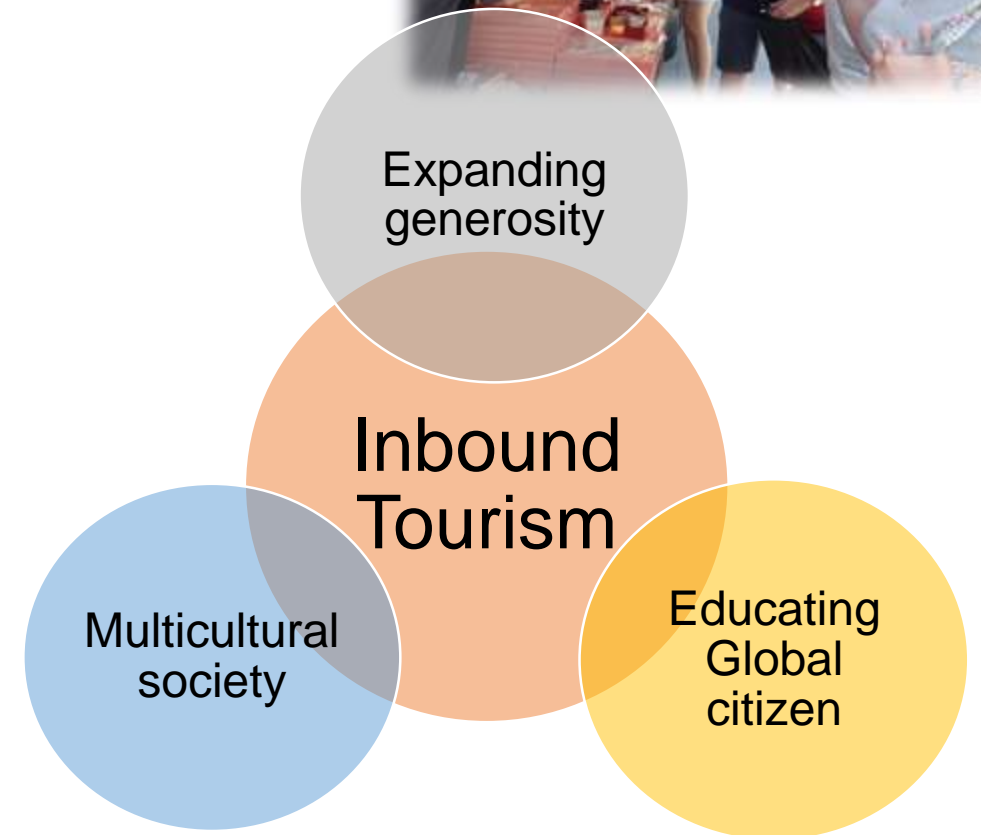 Expanding
generosity
Inbound
Tourism
Multicultural
society
Educating
Global
citizen